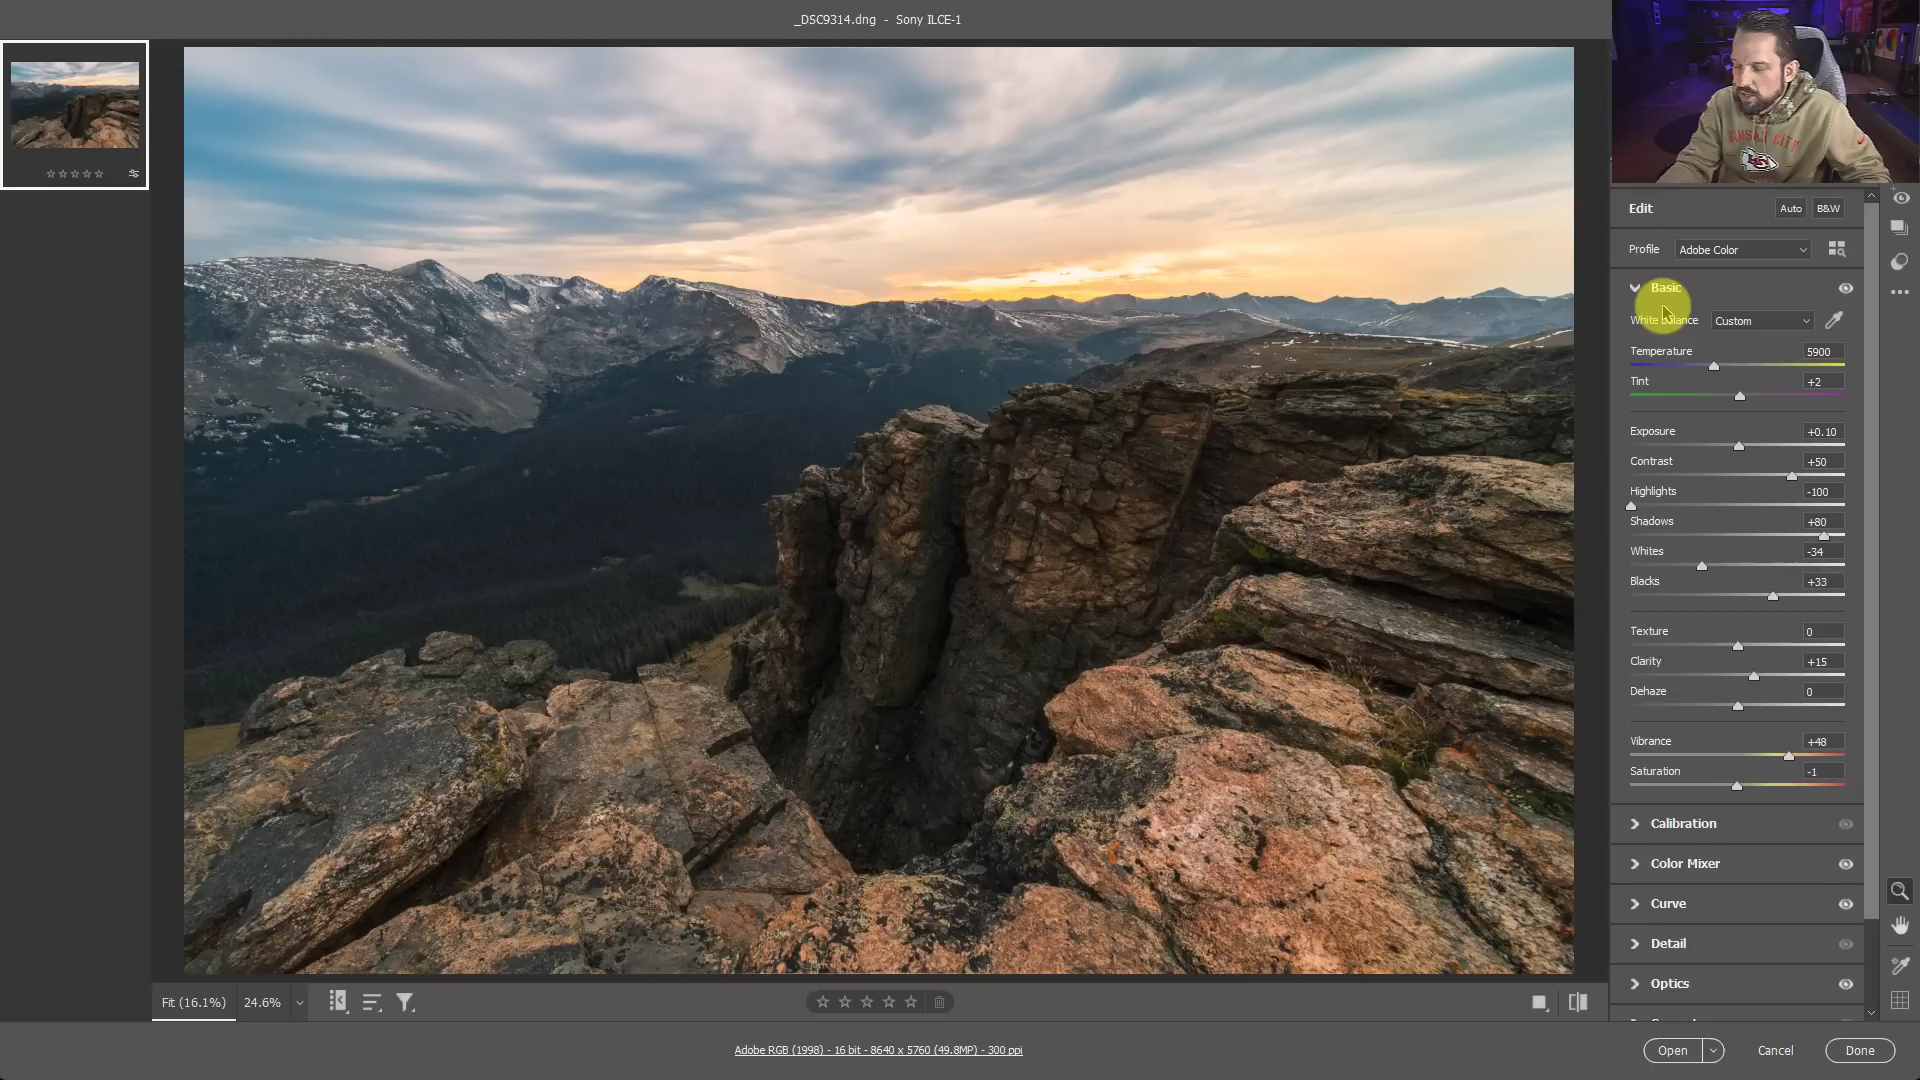 _DSC9314.dng - Sony ILCE-1
KANSAS CITY
Edit
Auto
B&W
Profile
Adobe Color
Basic
White balance
Custom
Temperature
5900
Tint
+2
Exposure
+0.10
Contrast
+50
Highlights
-100
Shadows
+80
Whites
-34
Blacks
+33
Texture
0
Clarity
+15
Dehaze
0
Vibrance
+48
Saturation
-1
Calibration
Color Mixer
Curve
Detail
Optics
Fit (16.1%)
24.6%
Adobe RGB (1998) - 16 bit - 8640 x 5760 (49.8MP) - 300 ppi
Open
Cancel
Done